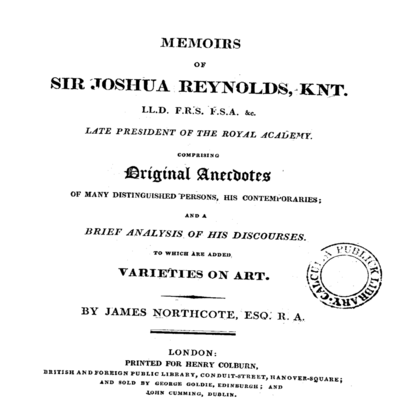 MEMOIRS
OF
SIR JOSHUA REYNOLDS, KNT.
LL.D. F.R.S. F.S.A. &c.
LATE PRESIDENT OF THE ROYAL ACADEMY.
COMPRISING
Original Anecdotes
OF MANY DISTINGUISHED PERSONS, HIS CONTEMPORARIES;
AND A
BRIEF ANALYSIS OF HIS DISCOURSES.
TO WHICH ARE ADDED,
VARIETIES ON ART.
CALCUTTA PUBLICK LIBRARY
BY JAMES NORTHCOTE, ESQ. R. A.
LONDON:
PRINTED FOR HENRY COLBURN,
BRITISH AND FOREIGN PUBLIC LIBRARY, CONDUIT-STREET, HANOVER-SQUARE;
AND SOLD BY GEORGE GOLDIE, EDINBURGH; AND
JOHN CUMMING, DUBLIN.